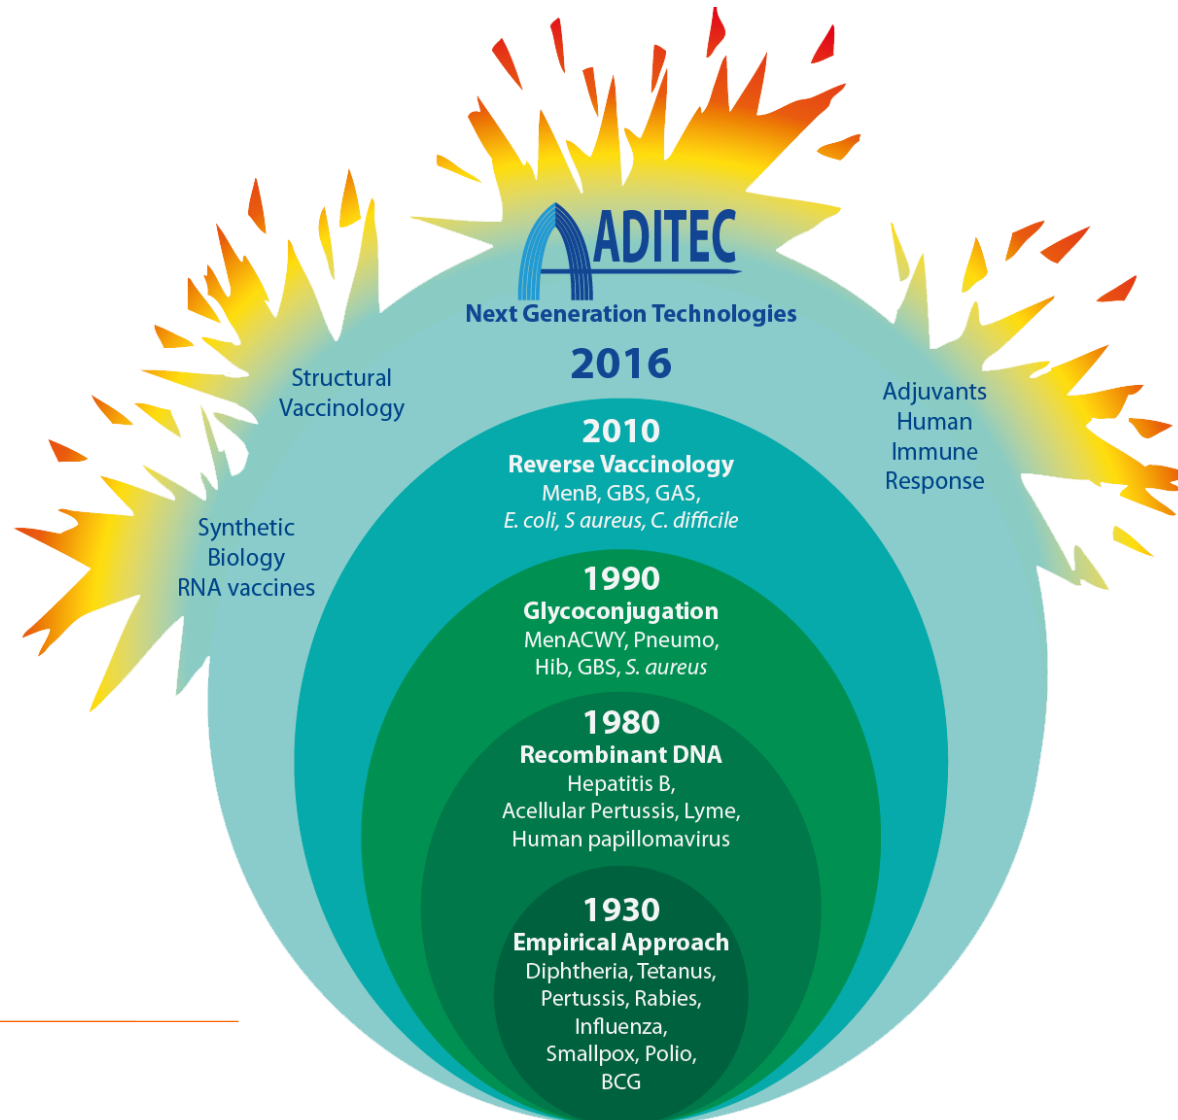 ADITEC
Next Generation Technologies
2016
Structural
Vaccinology
Adjuvants
Human
Immune
Response
Synthetic
Biology
RNA vaccines
2010
Reverse Vaccinology
MenB, GBS, GAS,
E. coli, S aureus, C. difficile
1990
Glycoconjugation
MenACWY, Pneumo,
Hib, GBS, S. aureus
1980
Recombinant DNA
Hepatitis B,
Acellular Pertussis, Lyme,
Human papillomavirus
1930
Empirical Approach
Diphtheria, Tetanus,
Pertussis, Rabies,
Influenza,
Smallpox, Polio,
BCG